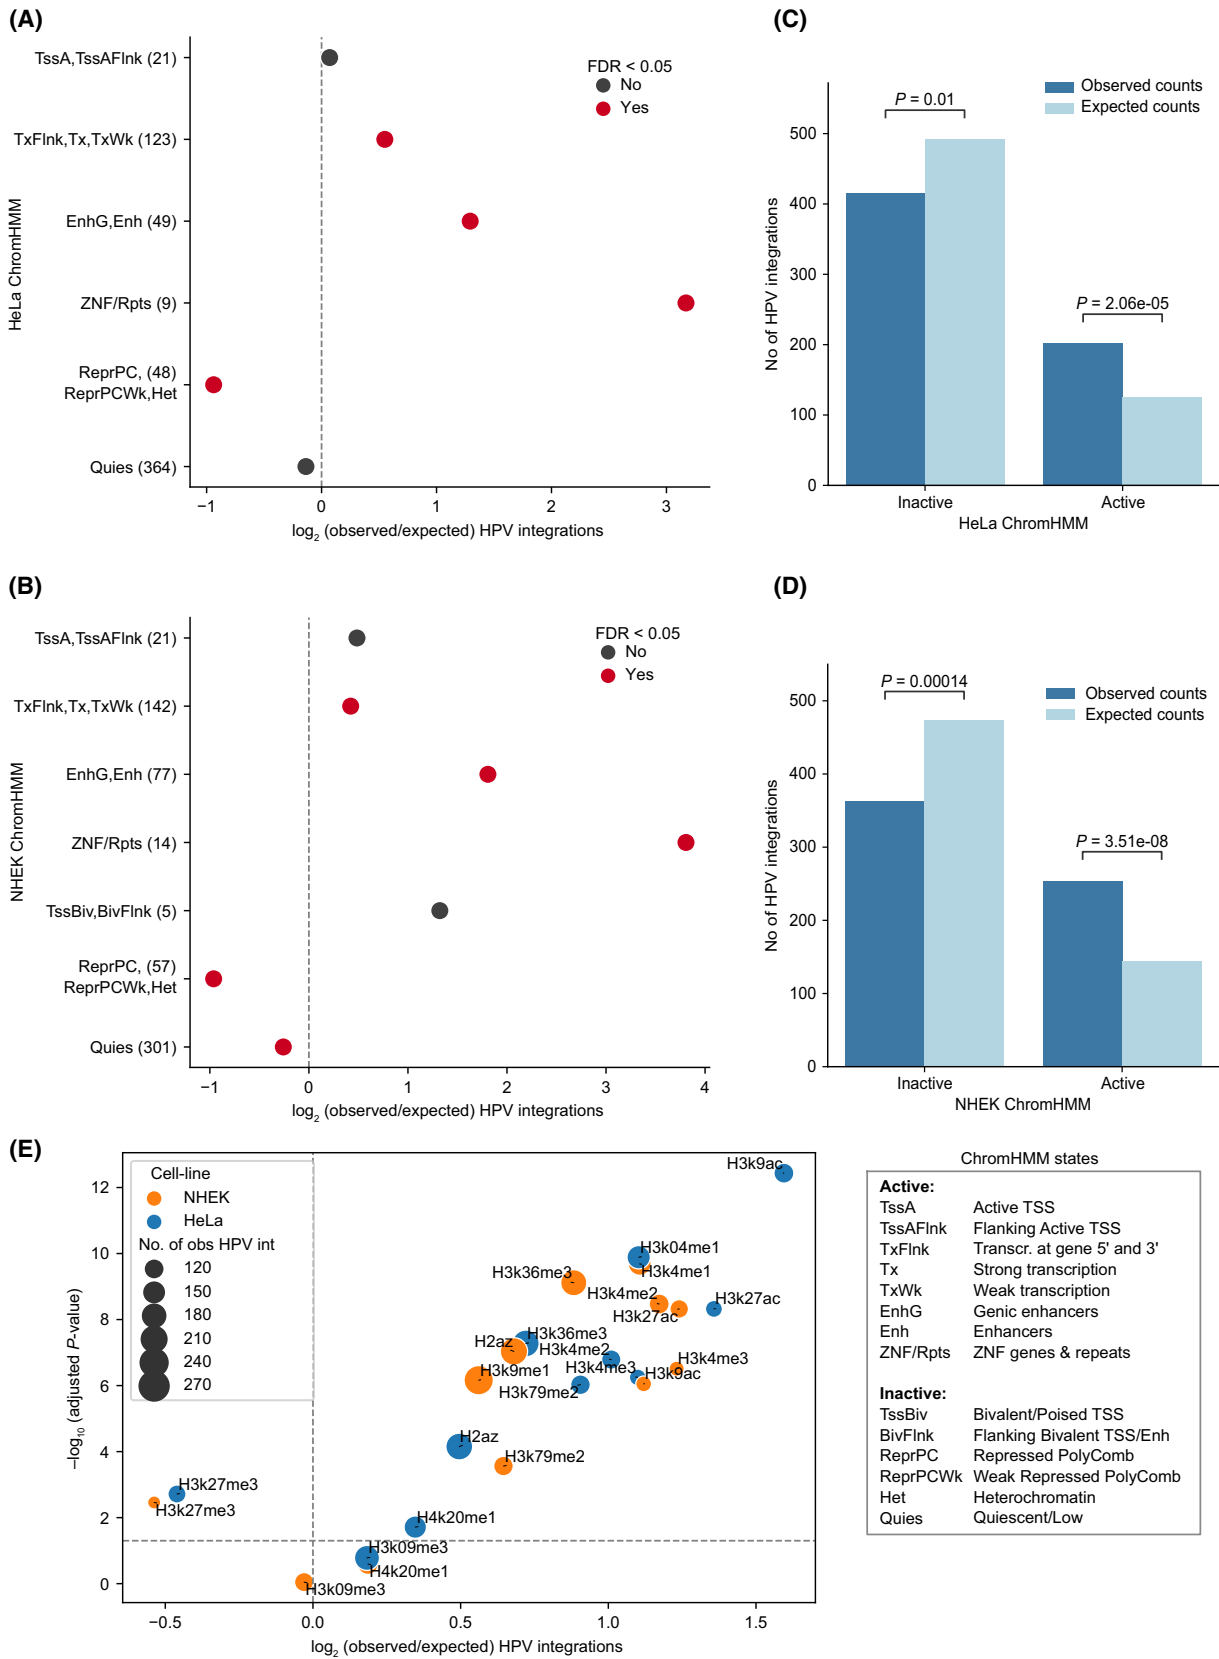 (A)
TssA,TssAFlnk (21)
TxFlnk,Tx,TxWk (123)
EnhG,Enh (49)
ZNF/Rpts (9)
ReprPC, (48)
ReprPCWk,Het
Quies (364)
HeLa ChromHMM
FDR < 0.05
No
Yes
−1 0 1 2 3
log2 (observed/expected) HPV integrations
(C)
Observed counts
Expected counts
P = 0.01
P = 2.06e-05
500
400
300
200
100
0
No of HPV integrations
Inactive Active
HeLa ChromHMM
(B)
TssA,TssAFlnk (21)
TxFlnk,Tx,TxWk (142)
EnhG,Enh (77)
ZNF/Rpts (14)
TssBiv,BivFlnk (5)
ReprPC, (57)
ReprPCWk,Het
Quies (301)
NHEK ChromHMM
FDR < 0.05
No
Yes
−1 0 1 2 3 4
log2 (observed/expected) HPV integrations
(D)
Observed counts
Expected counts
P = 0.00014
P = 3.51e-08
500
400
300
200
100
0
No of HPV integrations
Inactive Active
NHEK ChromHMM
(E)
Cell-line
NHEK
HeLa
No. of obs HPV int
120
150
180
210
240
270
12
10
8
6
4
2
0
−log10 (adjusted P-value)
H3k9ac
H3k04me1
H3k4me1
H3k36me3
H3k4me2
H3k27ac
H3k27ac
H3k36me3
H2az
H3k4me2
H3k4me3
H3k4me3
H3k9me1
H3k9ac
H3k79me2
H2az
H3k79me2
H3k27me3
H3k27me3
H4k20me1
H3k09me3
H4k20me1
H3k09me3
−0.5 0.0 0.5 1.0 1.5
log2 (observed/expected) HPV integrations
ChromHMM states
Active:
TssA Active TSS
TssAFlnk Flanking Active TSS
TxFlnk Transcr. at gene 5' and 3'
Tx Strong transcription
TxWk Weak transcription
EnhG Genic enhancers
Enh Enhancers
ZNF/Rpts ZNF genes & repeats
Inactive:
TssBiv Bivalent/Poised TSS
BivFlnk Flanking Bivalent TSS/Enh
ReprPC Repressed PolyComb
ReprPCWk Weak Repressed PolyComb
Het Heterochromatin
Quies Quiescent/Low